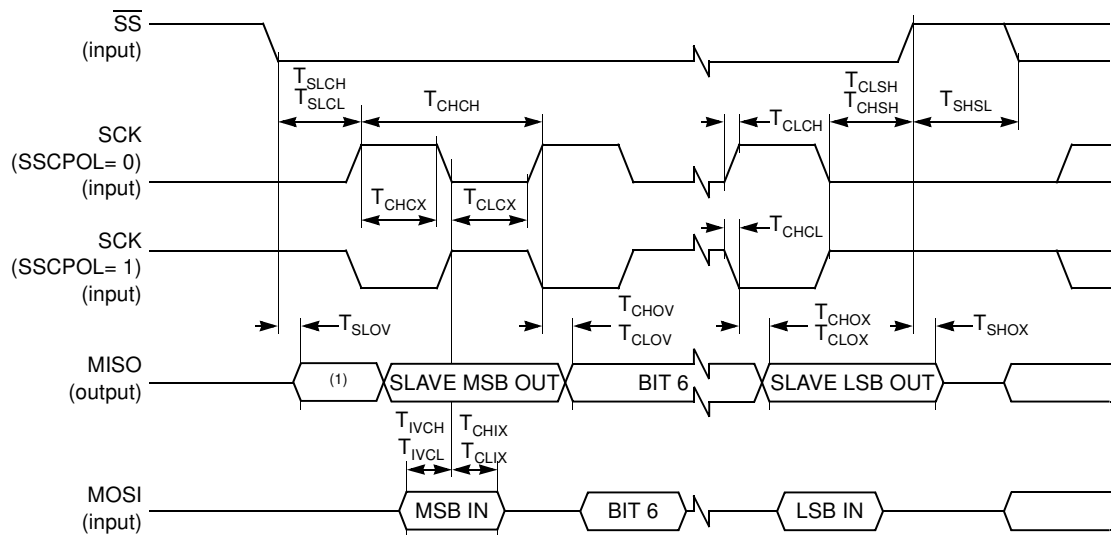 SS
(input)
T_SLCH
T_SLCL
T_CHCH
T_CLCH
T_CLSH
T_CHSH
T_SHSL
SCK
(SSCPOL= 0)
(input)
T_CHCX
T_CLCX
T_CHCL
SCK
(SSCPOL= 1)
(input)
T_SLOV
T_CHOV
T_CLOV
T_CHOX
T_CLOX
T_SHOX
MISO
(output)
(1)
SLAVE MSB OUT
BIT 6
SLAVE LSB OUT
T_IVCH
T_IVCL
T_CHIX
T_CLIX
MOSI
(input)
MSB IN
BIT 6
LSB IN